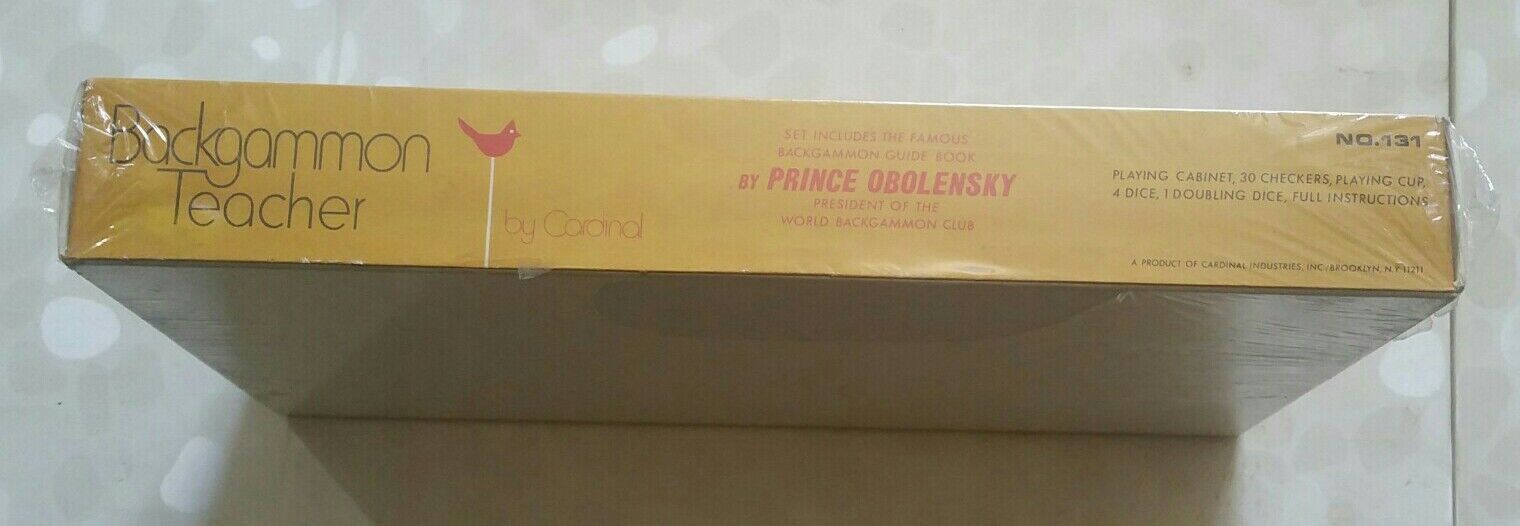 Backgammon
Teacher
by Cardinal
SET INCLUDES THE FAMOUS
BACKGAMMON GUIDE BOOK
BY PRINCE OBOLENSKY
PRESIDENT OF THE
WORLD BACKGAMMON CLUB
NO.131
PLAYING CABINET, 30 CHECKERS, PLAYING CUP,
4 DICE, 1 DOUBLING DICE, FULL INSTRUCTIONS
A PRODUCT OF CARDINAL INDUSTRIES, INC. BROOKLYN, N.Y. 11211